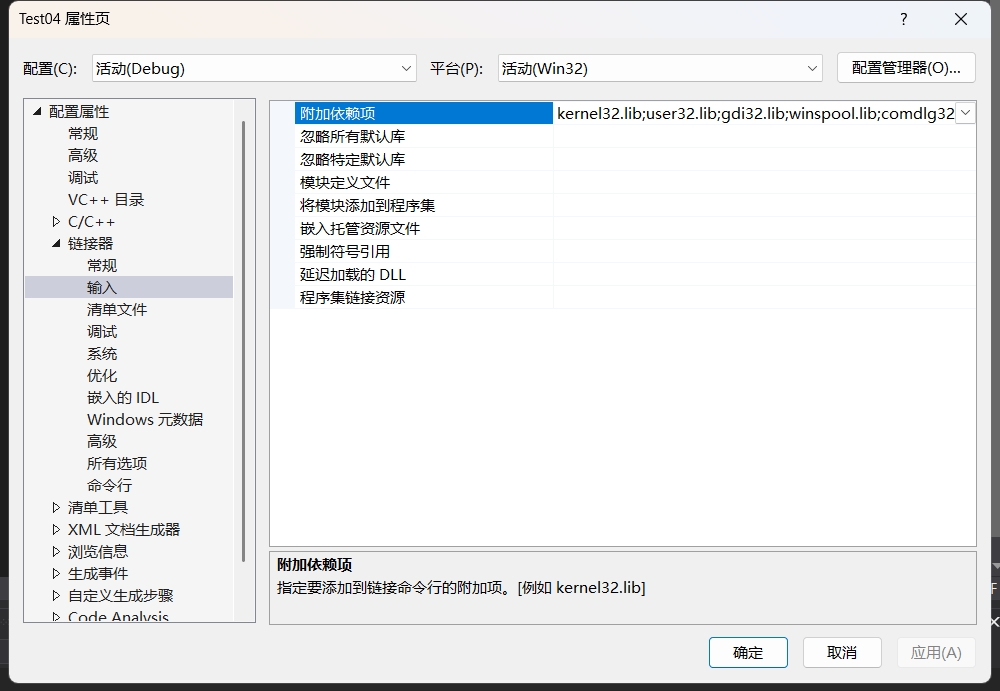 Test04 属性页
?
配置(C):
活动(Debug)
平台(P):
活动(Win32)
配置管理器(O)...
配置属性
常规
高级
调试
VC++ 目录
C/C++
链接器
常规
输入
清单文件
调试
系统
优化
嵌入的 IDL
Windows 元数据
高级
所有选项
命令行
清单工具
XML 文档生成器
浏览信息
生成事件
自定义生成步骤
Code Analysis
附加依赖项 kernel32.lib;user32.lib;gdi32.lib;winspool.lib;comdlg32
忽略所有默认库
忽略特定默认库
模块定义文件
将模块添加到程序集
嵌入托管资源文件
强制符号引用
延迟加载的 DLL
程序集链接资源
附加依赖项
指定要添加到链接命令行的附加项。[例如 kernel32.lib]
确定
取消
应用(A)